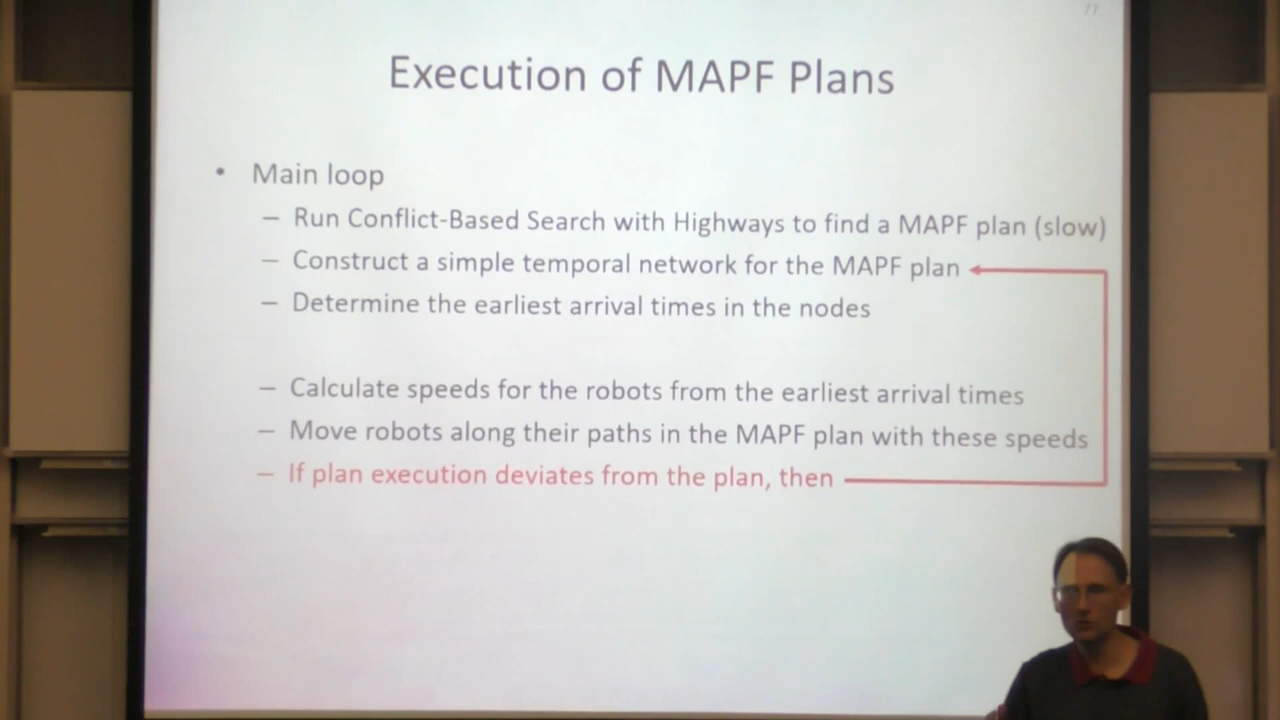 77
Execution of MAPF Plans
• Main loop
– Run Conflict-Based Search with Highways to find a MAPF plan (slow)
– Construct a simple temporal network for the MAPF plan
– Determine the earliest arrival times in the nodes
– Calculate speeds for the robots from the earliest arrival times
– Move robots along their paths in the MAPF plan with these speeds
– If plan execution deviates from the plan, then